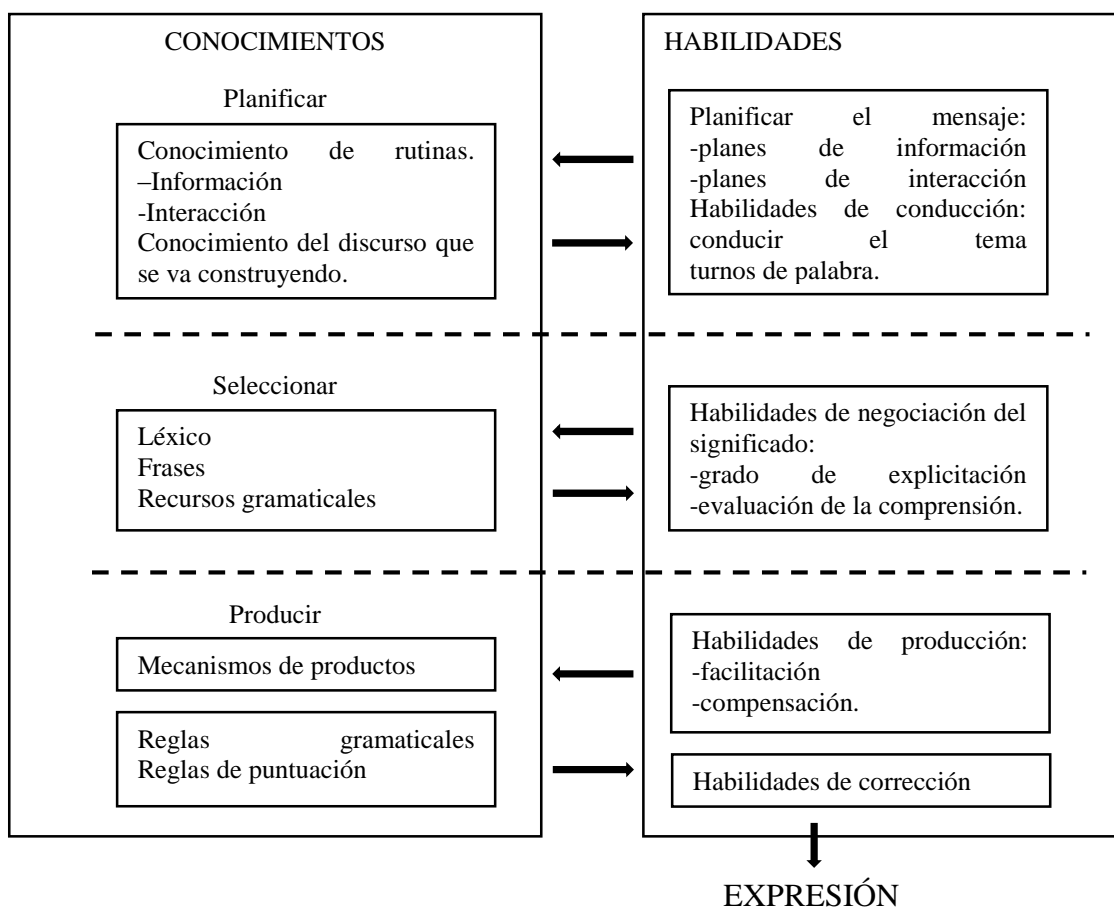 CONOCIMIENTOS
Planificar
Conocimiento de rutinas.
–Información
-Interacción
Conocimiento del discurso que
se va construyendo.
Seleccionar
Léxico
Frases
Recursos gramaticales
Producir
Mecanismos de productos
Reglas gramaticales
Reglas de puntuación
HABILIDADES
Planificar el mensaje:
-planes de información
-planes de interacción
Habilidades de conducción:
conducir el tema
turnos de palabra.
Habilidades de negociación del
significado:
-grado de explicitación
-evaluación de la comprensión.
Habilidades de producción:
-facilitación
-compensación.
Habilidades de corrección
EXPRESIÓN